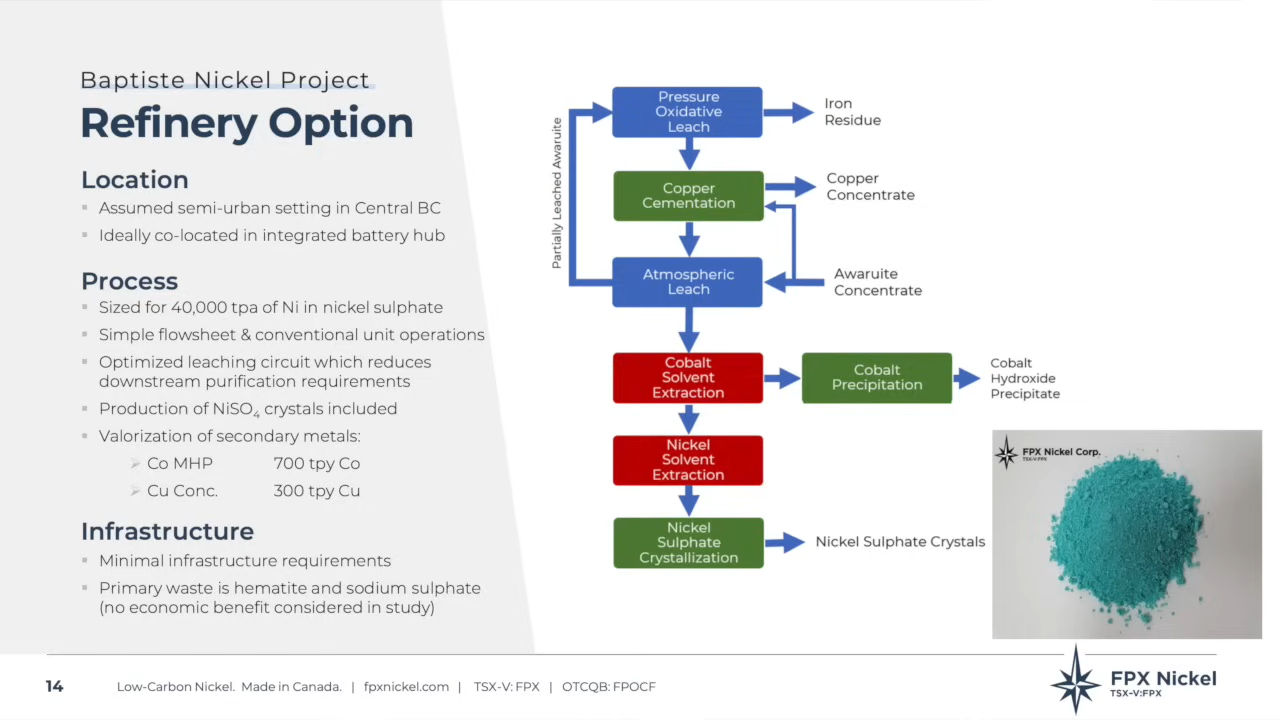 Baptiste Nickel Project
Refinery Option
Location
Assumed semi-urban setting in Central BC
Ideally co-located in integrated battery hub
Process
Sized for 40,000 tpa of Ni in nickel sulphate
Simple flowsheet & conventional unit operations
Optimized leaching circuit which reduces
downstream purification requirements
Production of NiSO₄ crystals included
Valorization of secondary metals:
Co MHP 700 tpy Co
Cu Conc. 300 tpy Cu
Infrastructure
Minimal infrastructure requirements
Primary waste is hematite and sodium sulphate
(no economic benefit considered in study)
Partially Leached Awaruite
Pressure
Oxidative
Leach
Iron
Residue
Copper
Cementation
Copper
Concentrate
Atmospheric
Leach
Awaruite
Concentrate
Cobalt
Solvent
Extraction
Cobalt
Precipitation
Cobalt
Hydroxide
Precipitate
Nickel
Solvent
Extraction
Nickel
Sulphate
Crystallization
Nickel Sulphate Crystals
FPX Nickel Corp.
TSX-V:FPX
14
Low-Carbon Nickel. Made in Canada. | fpxnickel.com | TSX-V: FPX | OTCQB: FPOCF
FPX Nickel
TSX-V:FPX